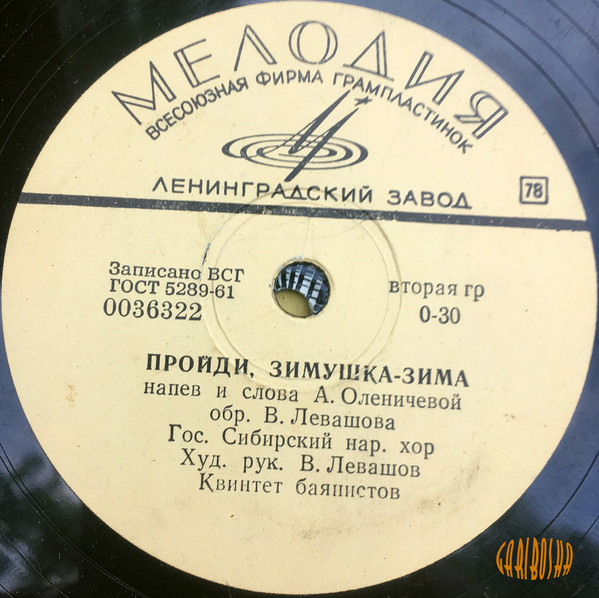 МЕЛОДИЯ
ВСЕСОЮЗНАЯ ФИРМА ГРАМПЛАСТИНОК
ЛЕНИНГРАДСКИЙ ЗАВОД
78
Записано ВСГ
ГОСТ 5289-61
0036322
вторая гр
0-30
ПРОЙДИ, ЗИМУШКА-ЗИМА
напев и слова А. Оленичевой
обр. В. Левашова
Гос. Сибирский нар. хор
Худ. рук. В. Левашов
Квинтет баянистов
GARIBOSHA